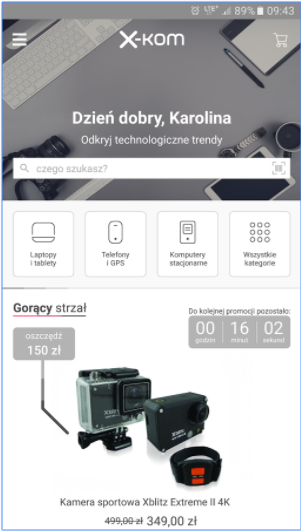 LTE+ 89% 09:43
x-kom
Dzień dobry, Karolina
Odkryj technologiczne trendy
czego szukasz?
Laptopy
i tablety
Telefony
i GPS
Komputery
stacjonarne
Wszystkie
kategorie
Gorący strzał
Do kolejnej promocji pozostało:
00 16 02
godzin minut sekund
oszczędź
150 zł
Kamera sportowa Xblitz Extreme II 4K
499,00 zł 349,00 zł